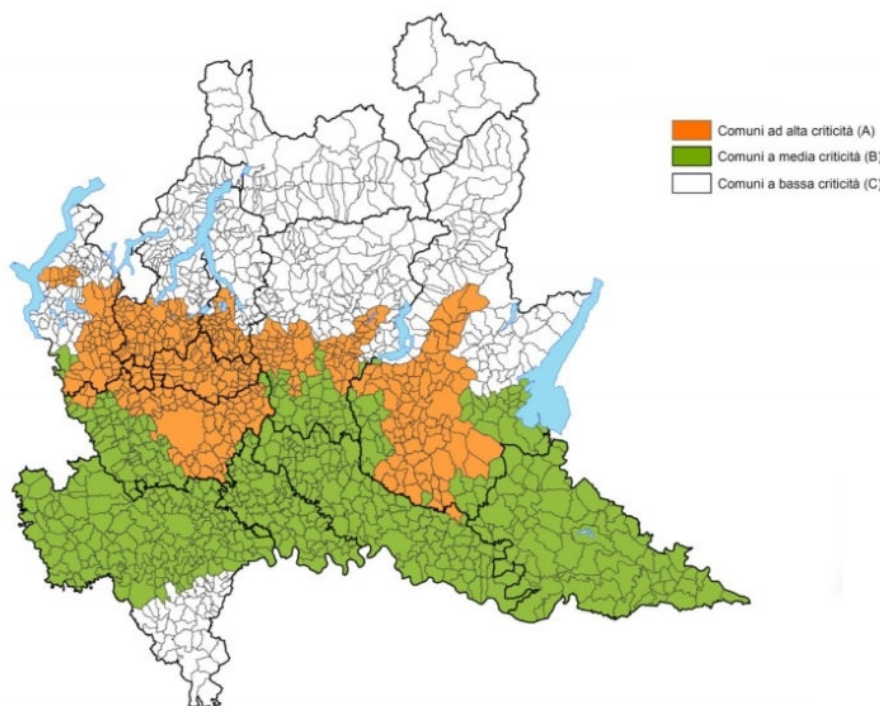 Comuni ad alta criticità (A)
Comuni a media criticità (B)
Comuni a bassa criticità (C)